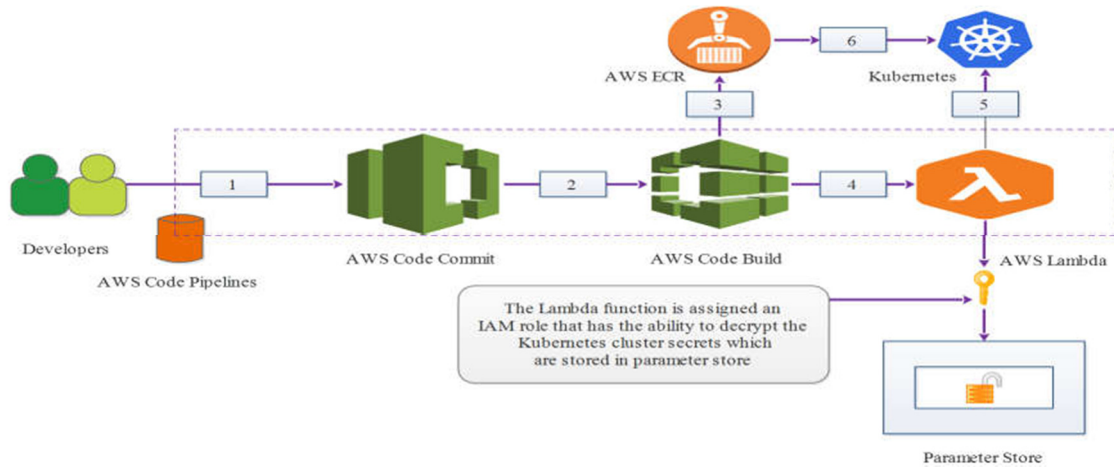 6
AWS ECR
Kubernetes
3
5
1
2
4
Developers
AWS Code Pipelines
AWS Code Commit
AWS Code Build
AWS Lambda
The Lambda function is assigned an
IAM role that has the ability to decrypt the
Kubernetes cluster secrets which
are stored in parameter store
Parameter Store